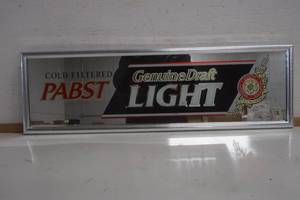 COLD FILTERED
PABST
Genuine Draft
LIGHT